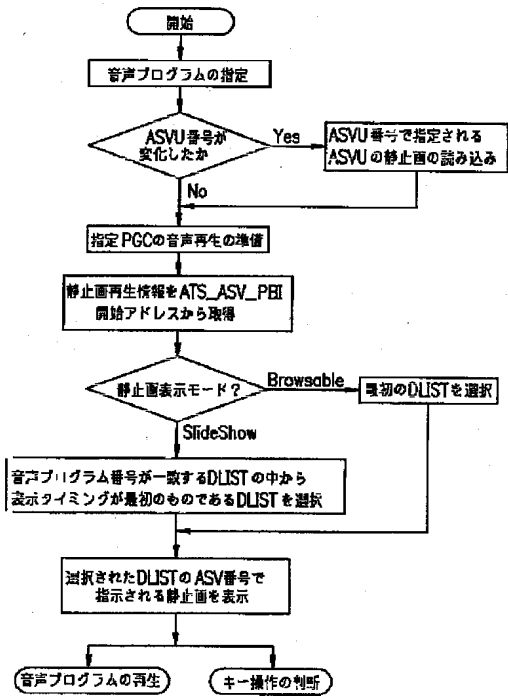 開始
音声プログラムの指定
ASVU番号が
変化したか
Yes
ASVU番号で指定される
ASVUの静止画の読み込み
No
指定PGCの音声再生の準備
静止画再生情報をATS_ASV_PBI
開始アドレスから取得
静止画表示モード?
Browsable
最初のDLISTを選択
SlideShow
音声プログラム番号が一致するDLISTの中から
表示タイミングが最初のものであるDLISTを選択
選択されたDLISTのASV番号で
指示される静止画を表示
音声プログラムの再生
キー操作の判断